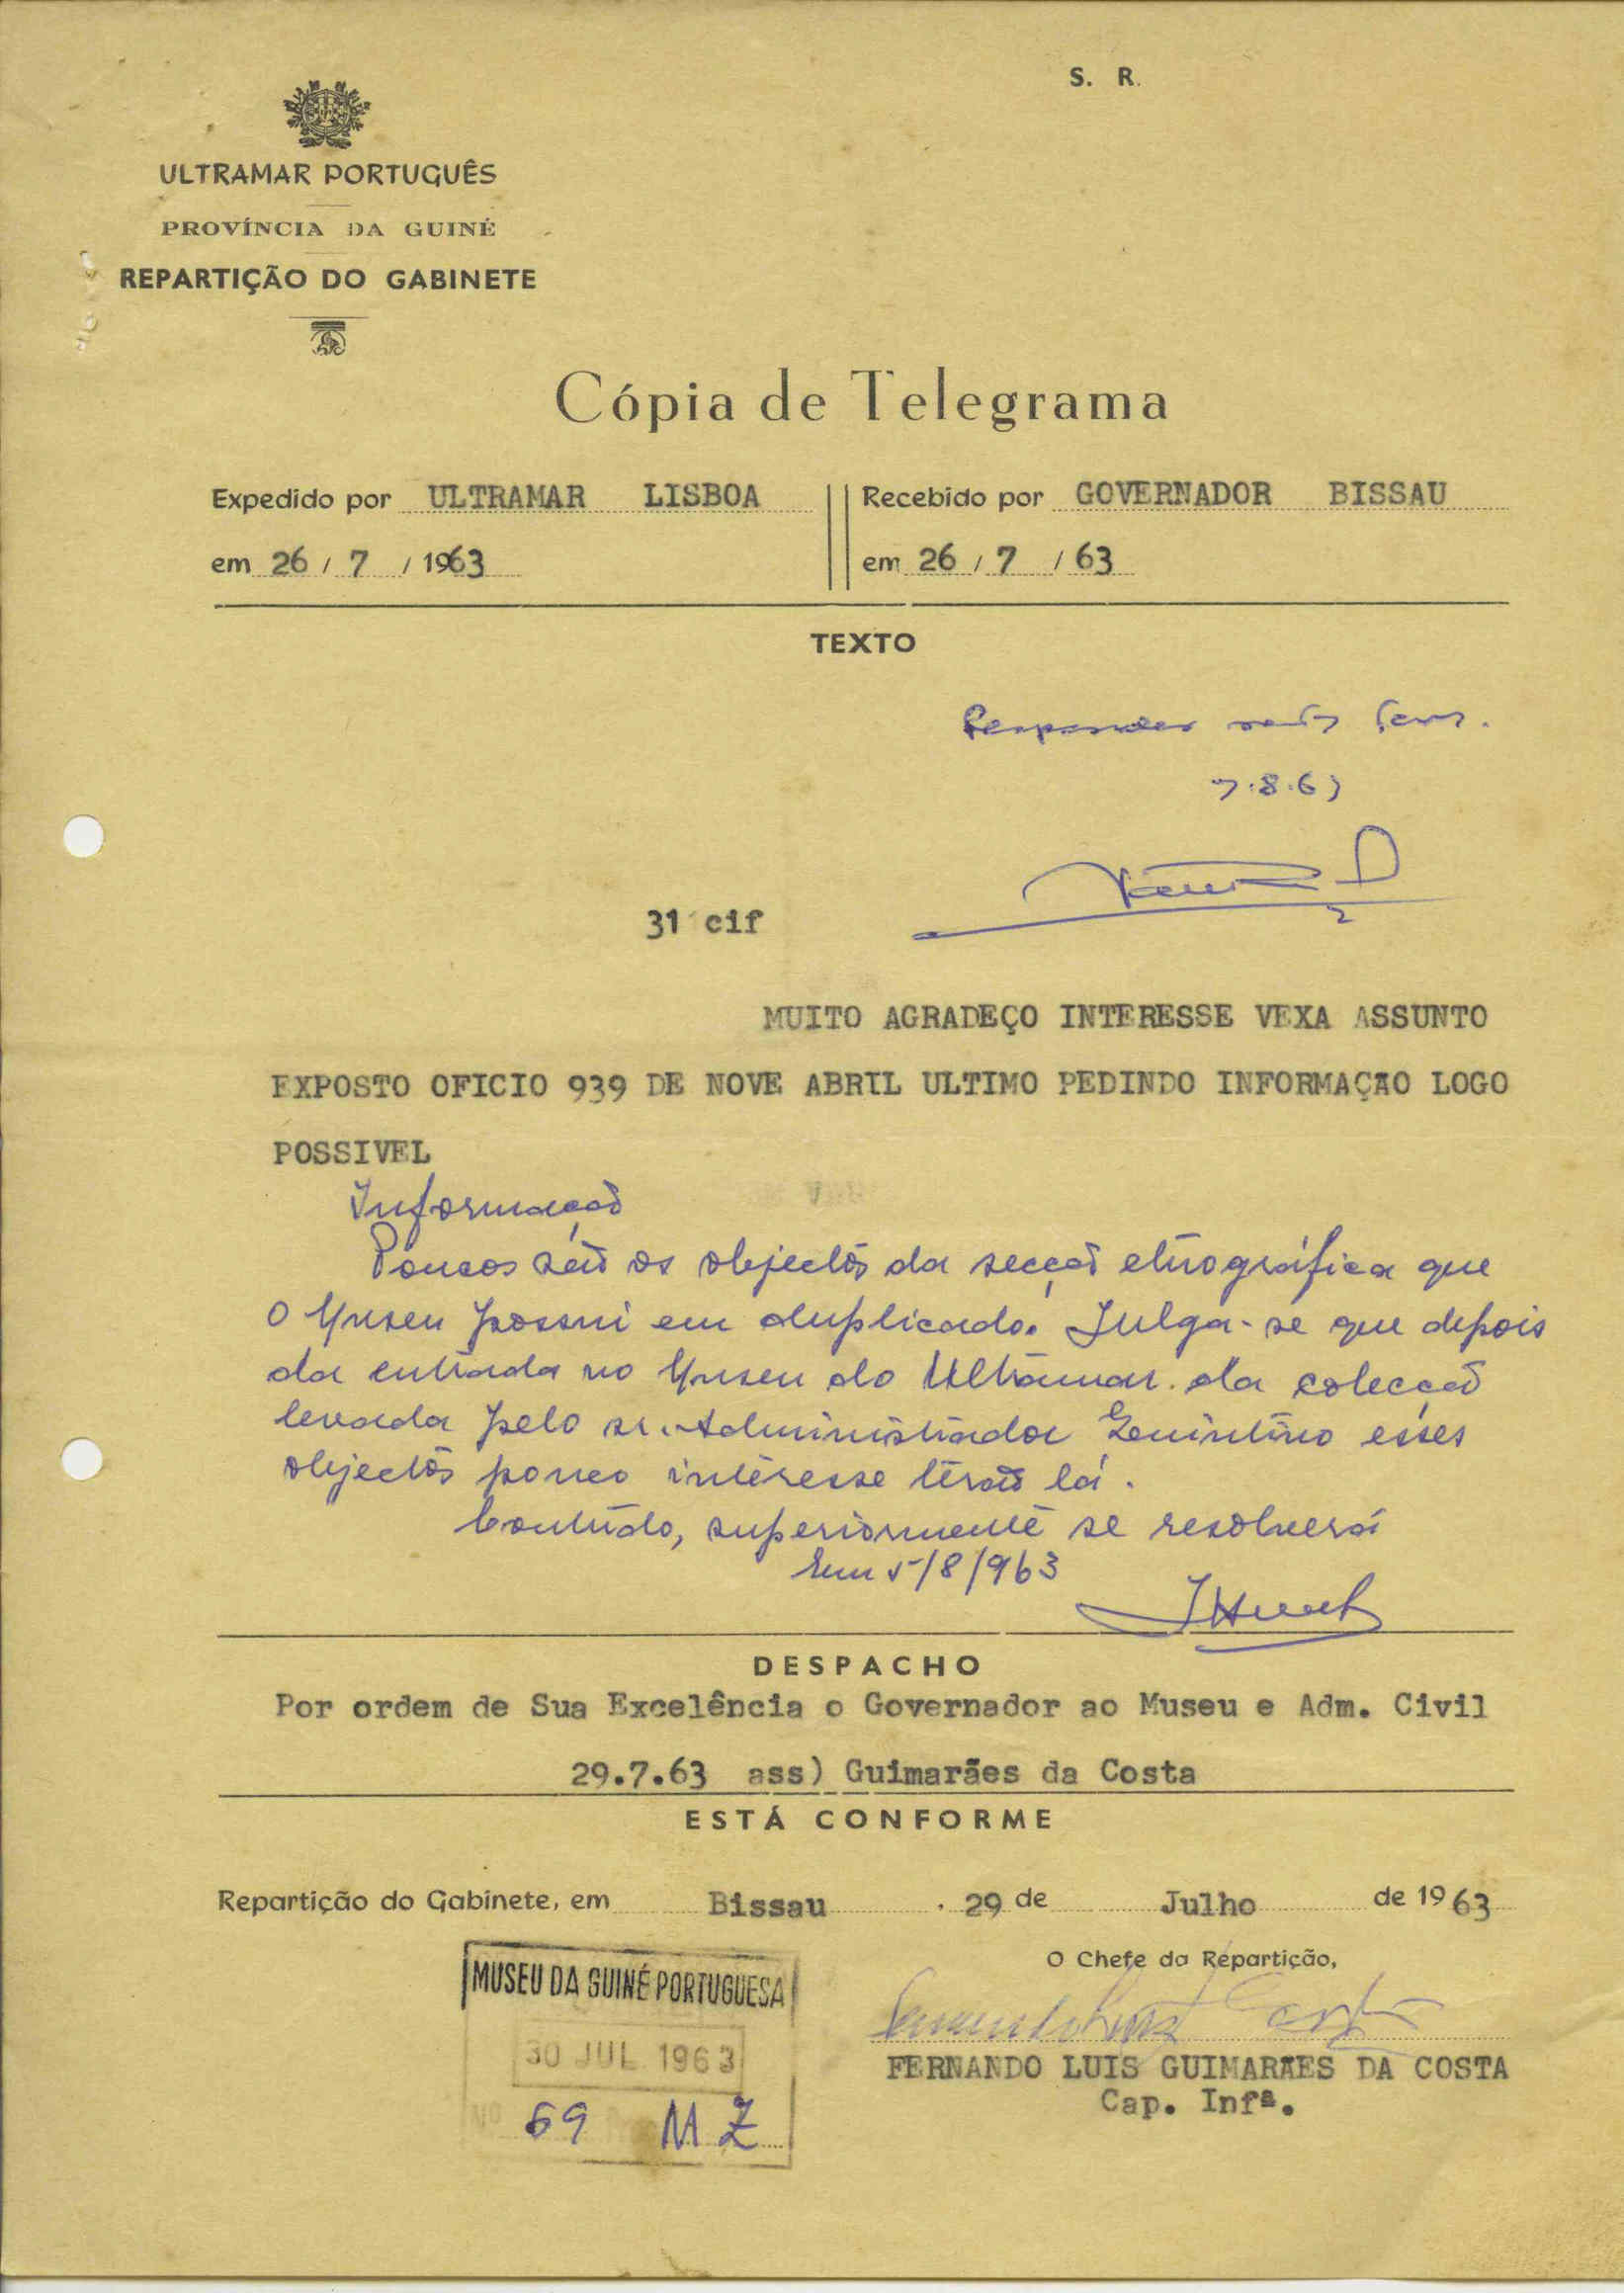 S. R.
ULTRAMAR PORTUGUÊS
PROVÍNCIA DA GUINÉ
REPARTIÇÃO DO GABINETE
Cópia de Telegrama
Expedido por ULTRAMAR LISBOA
em 26 / 7 / 1963
Recebido por GOVERNADOR BISSAU
em 26 / 7 / 63
TEXTO
Responder
7.8.63
31 cif
MUITO AGRADEÇO INTERESSE VEXA ASSUNTO
EXPOSTO OFICIO 939 DE NOVE ABRIL ULTIMO PEDINDO INFORMAÇÃO LOGO
POSSIVEL
Informação
Poucos são os objectos da secção etnográfica que
o Museu possui em duplicado. Julga-se que depois
da entrada no Museu do Ultramar da colecção
levada pelo sr. Administrador Quintino esses
objectos pouco interesse terão lá.
Contudo, superiormente se resolverá
Em 5/8/963
DESPACHO
Por ordem de Sua Excelência o Governador ao Museu e Adm. Civil
29.7.63 ass) Guimarães da Costa
ESTÁ CONFORME
Repartição do Gabinete, em Bissau, 29 de Julho de 1963
O Chefe da Repartição,
FERNANDO LUIS GUIMARÃES DA COSTA
Cap. Infª.
MUSEU DA GUINÉ PORTUGUESA
30 JUL 1963
Nº 69 MZ